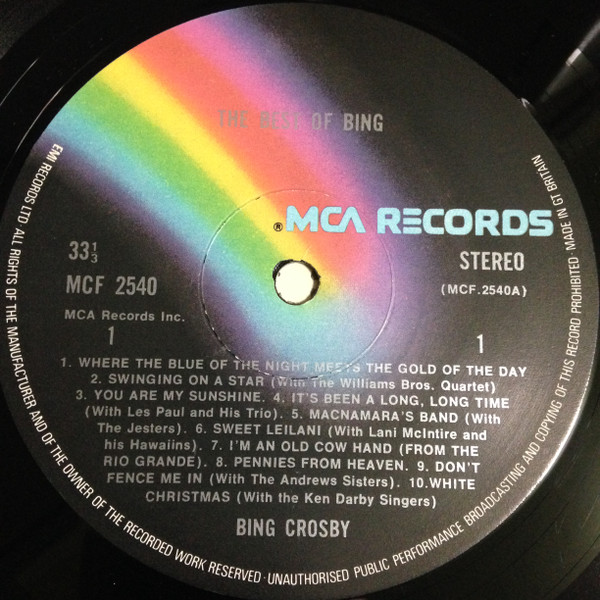 THE BEST OF BING
® MCA RECORDS
33⅓
MCF 2540
STEREO
(MCF.2540A)
MCA Records Inc.
1
1
1. WHERE THE BLUE OF THE NIGHT MEETS THE GOLD OF THE DAY
2. SWINGING ON A STAR (With The Williams Bros. Quartet)
3. YOU ARE MY SUNSHINE. 4. IT'S BEEN A LONG, LONG TIME
(With Les Paul and His Trio). 5. MACNAMARA'S BAND (With
The Jesters). 6. SWEET LEILANI (With Lani McIntire and
his Hawaiins). 7. I'M AN OLD COW HAND (FROM THE
RIO GRANDE). 8. PENNIES FROM HEAVEN. 9. DON'T
FENCE ME IN (With The Andrews Sisters). 10.WHITE
CHRISTMAS (With the Ken Darby Singers)
BING CROSBY
EMI RECORDS LTD ALL RIGHTS OF THE MANUFACTURER AND OF THE OWNER OF THE RECORDED WORK RESERVED · UNAUTHORISED PUBLIC PERFORMANCE BROADCASTING AND COPYING OF THIS RECORD PROHIBITED · MADE IN GT BRITAIN